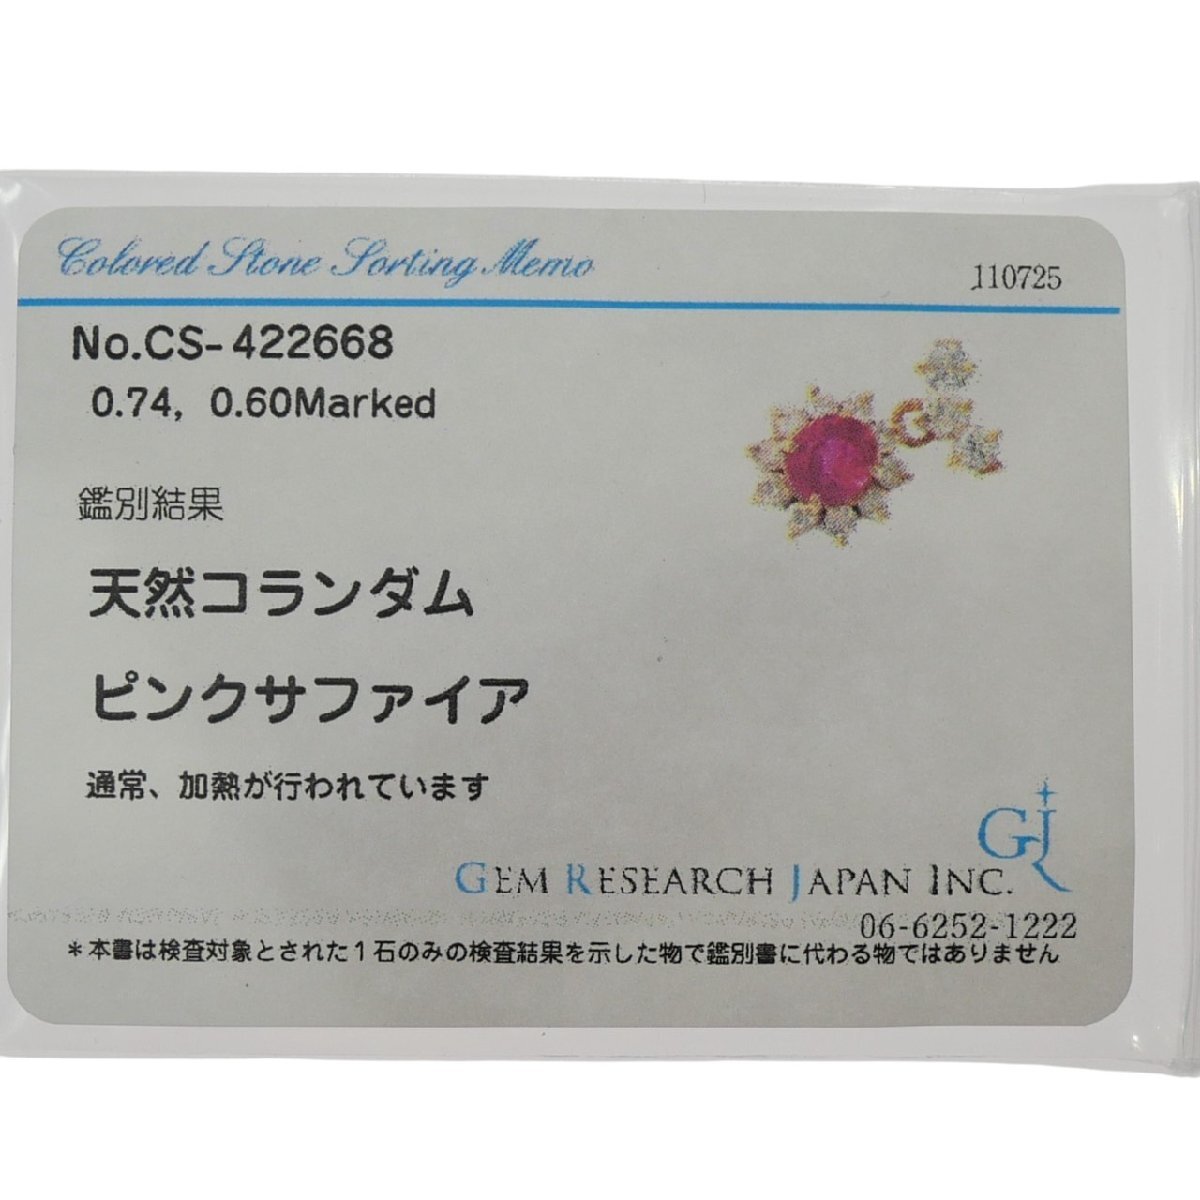 Colored Stone Sorting Memo
110725
No.CS-422668
0.74, 0.60Marked
鑑別結果
天然コランダム
ピンクサファイア
通常、加熱が行われています
GJR
GEM RESEARCH JAPAN INC.
06-6252-1222
*本書は検査対象とされた1石のみの検査結果を示した物で鑑別書に代わる物ではありません